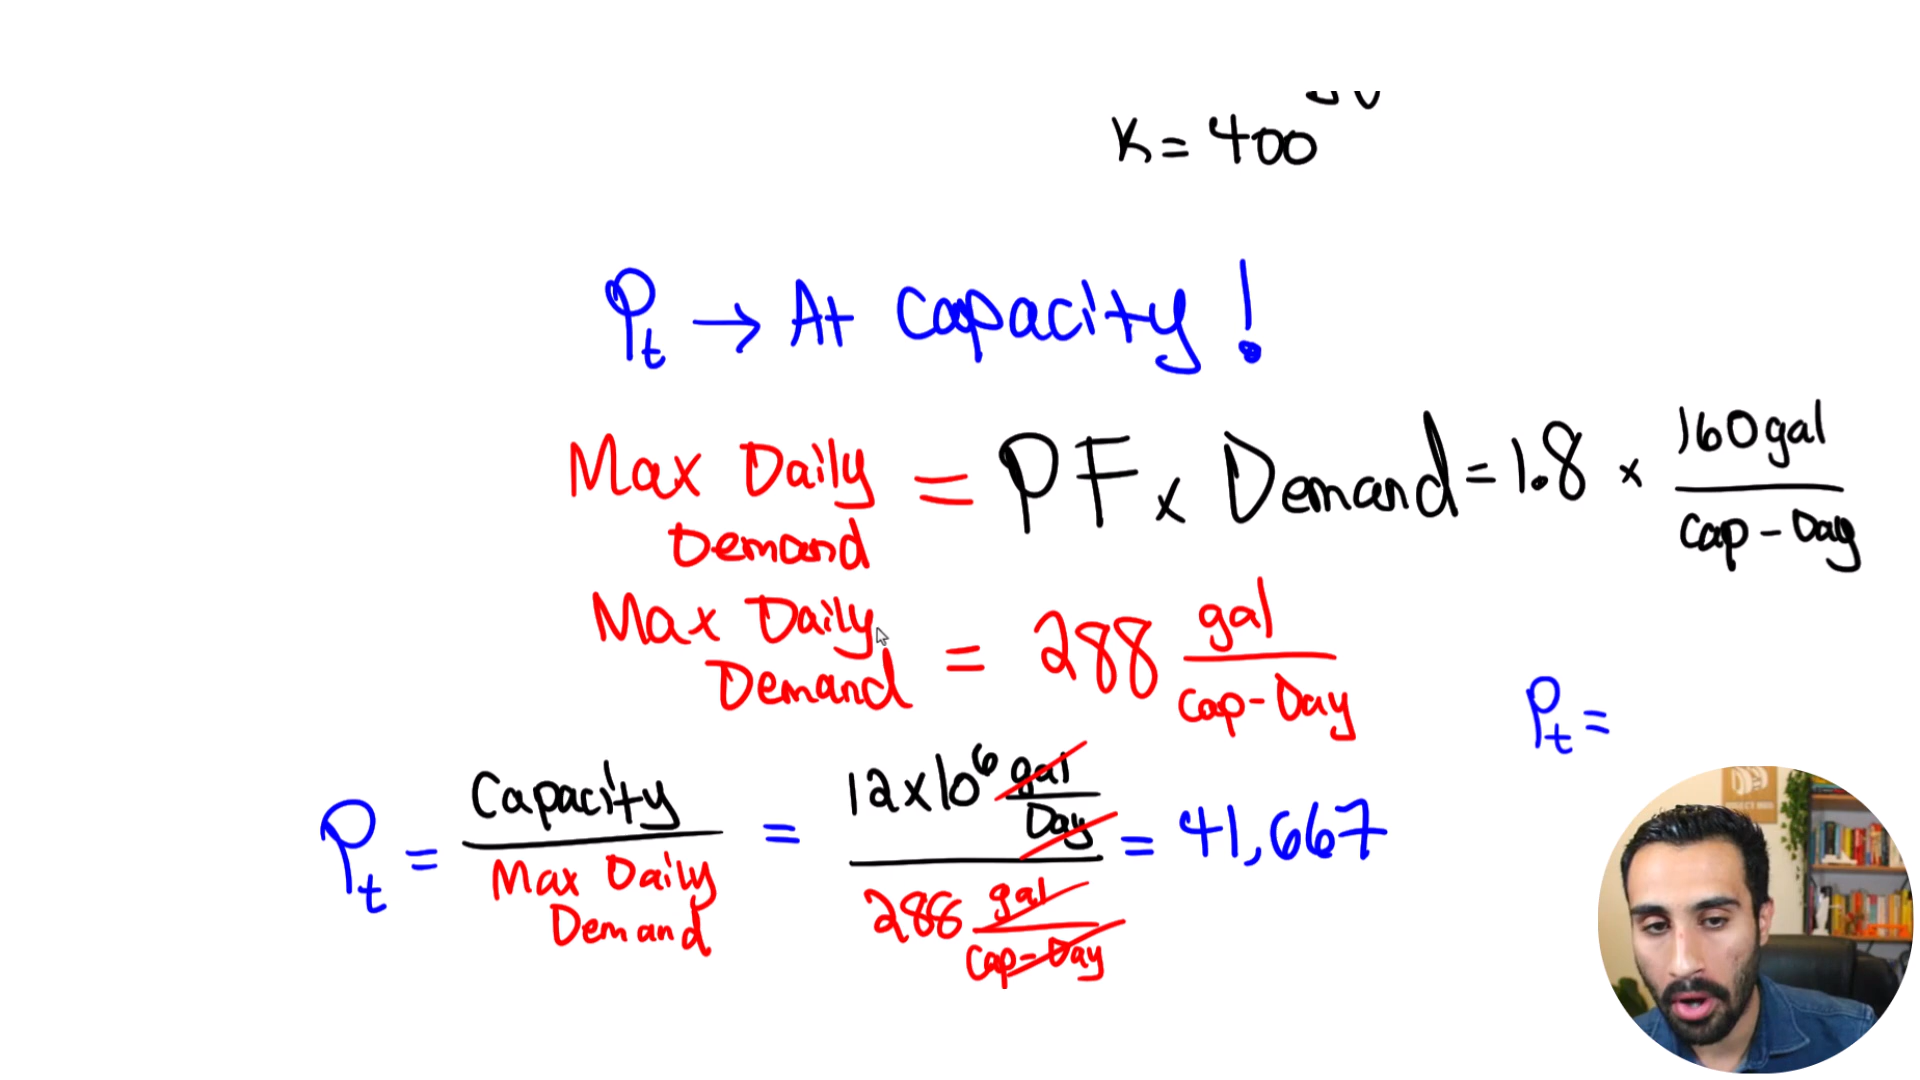 K = 400
Pt → At Capacity!
Max Daily Demand = PF x Demand = 1.8 x 160 gal / Cap-Day
Max Daily Demand = 288 gal / Cap-Day
Pt =
Pt = Capacity / Max Daily Demand = 12x10^6 gal/Day / 288 gal/Cap-Day = 41,667